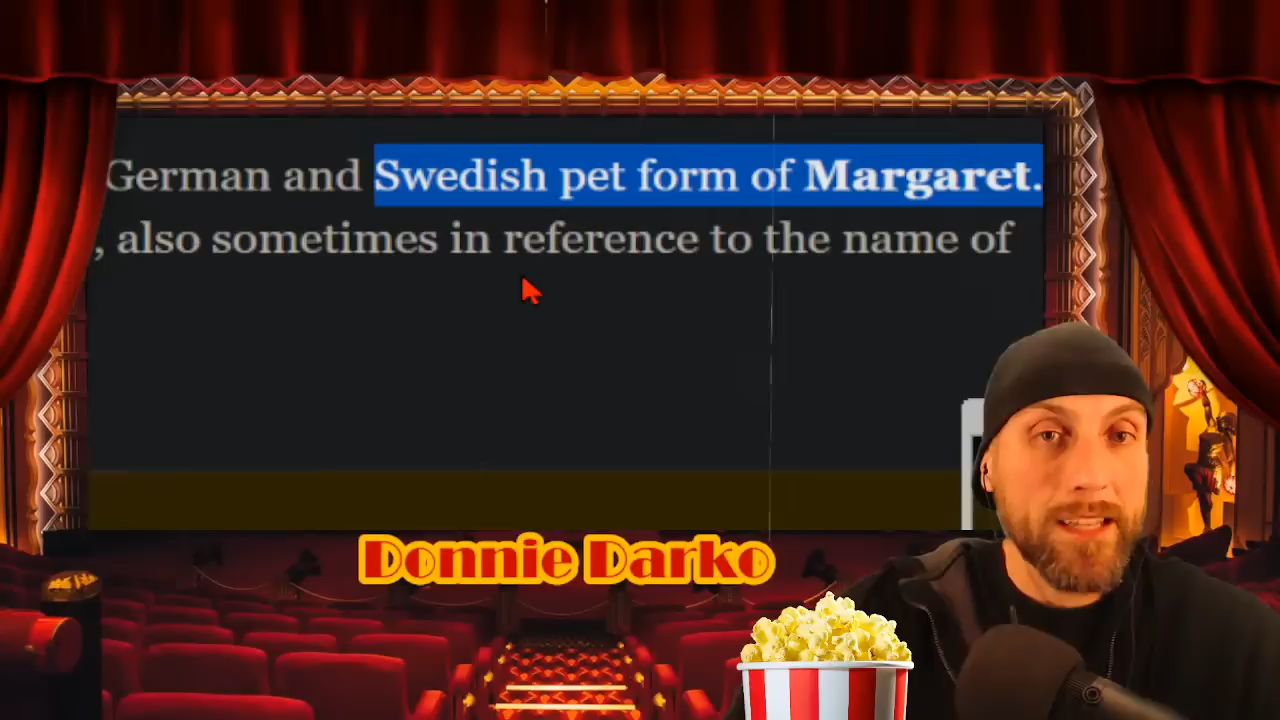 German and Swedish pet form of Margaret.
, also sometimes in reference to the name of
Donnie Darko